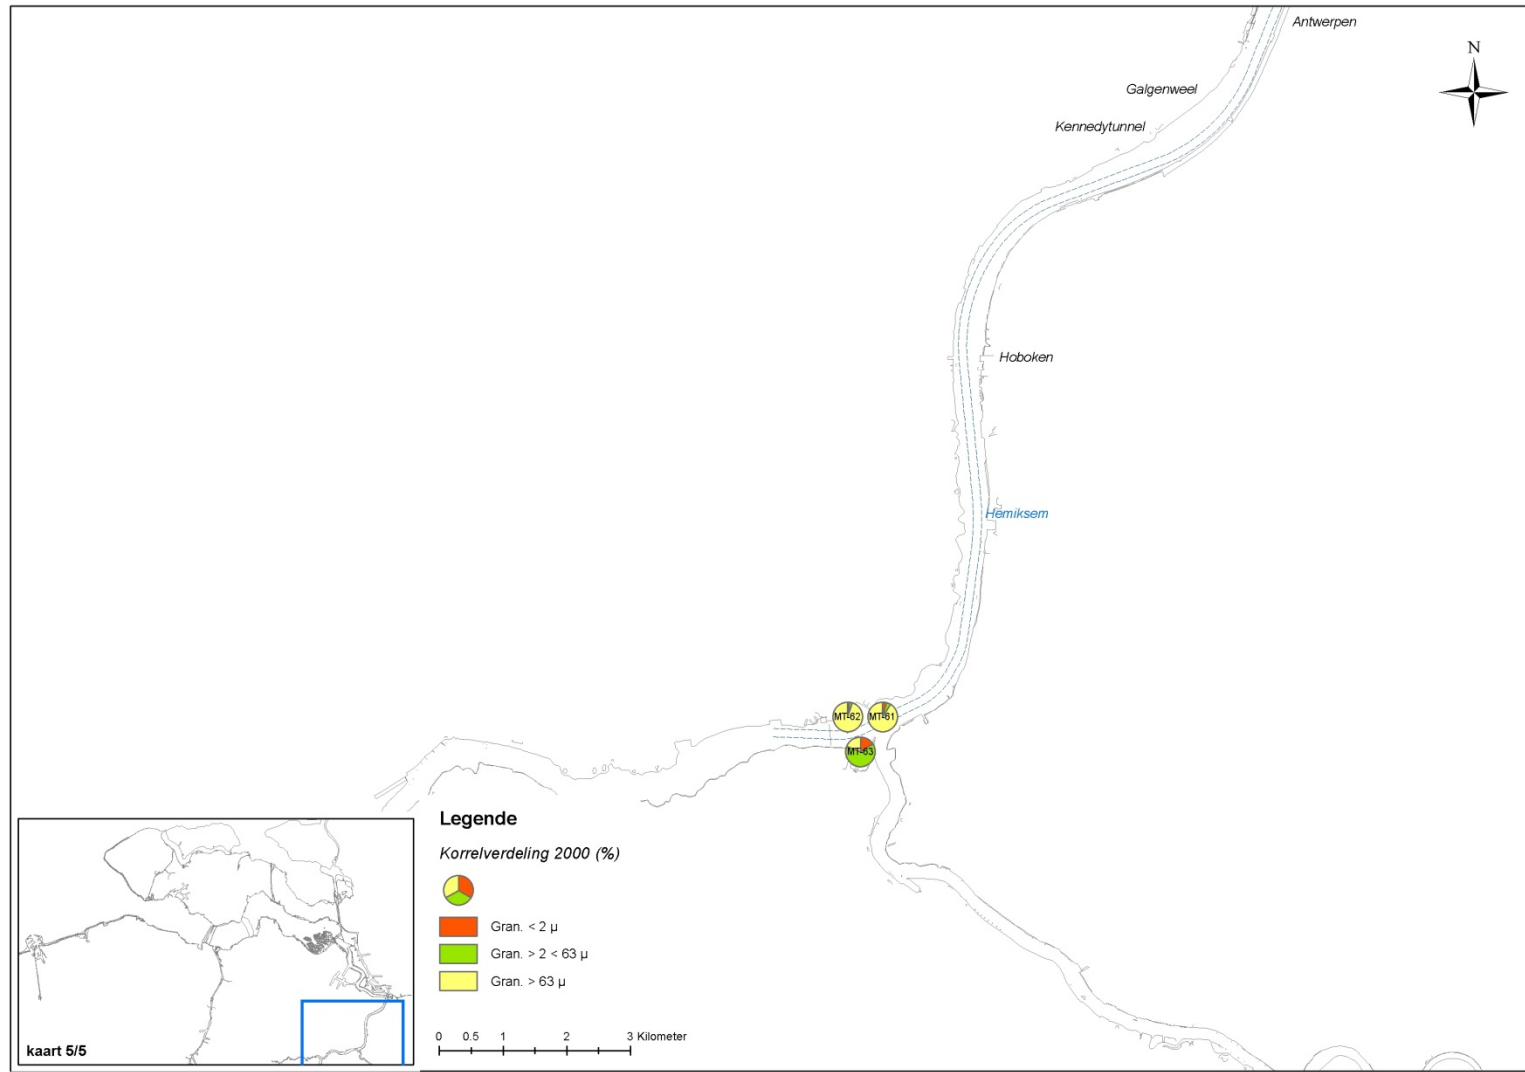 Antwerpen
N
Galgenweel
Kennedytunnel
Hoboken
Hemiksem
MT-62
MT-61
MT-63
Legende
Korrelverdeling 2000 (%)
Gran. < 2 µ
Gran. > 2 < 63 µ
Gran. > 63 µ
0 0.5 1 2 3 Kilometer
kaart 5/5